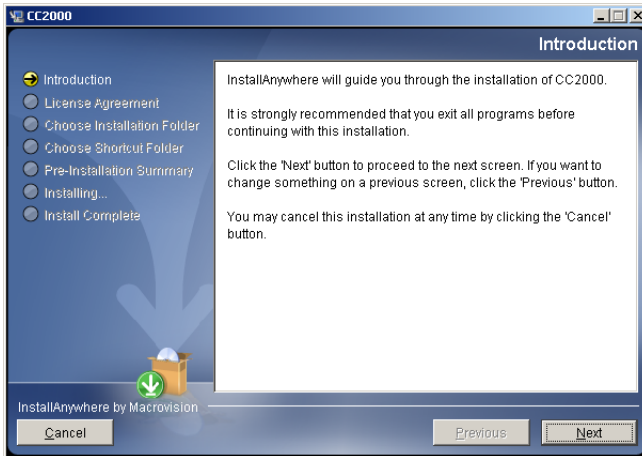 CC2000
Introduction
Introduction
License Agreement
Choose Installation Folder
Choose Shortcut Folder
Pre-Installation Summary
Installing...
Install Complete
InstallAnywhere will guide you through the installation of CC2000.
It is strongly recommended that you exit all programs before
continuing with this installation.
Click the 'Next' button to proceed to the next screen. If you want to
change something on a previous screen, click the 'Previous' button.
You may cancel this installation at any time by clicking the 'Cancel'
button.
InstallAnywhere by Macrovision
Cancel
Previous
Next